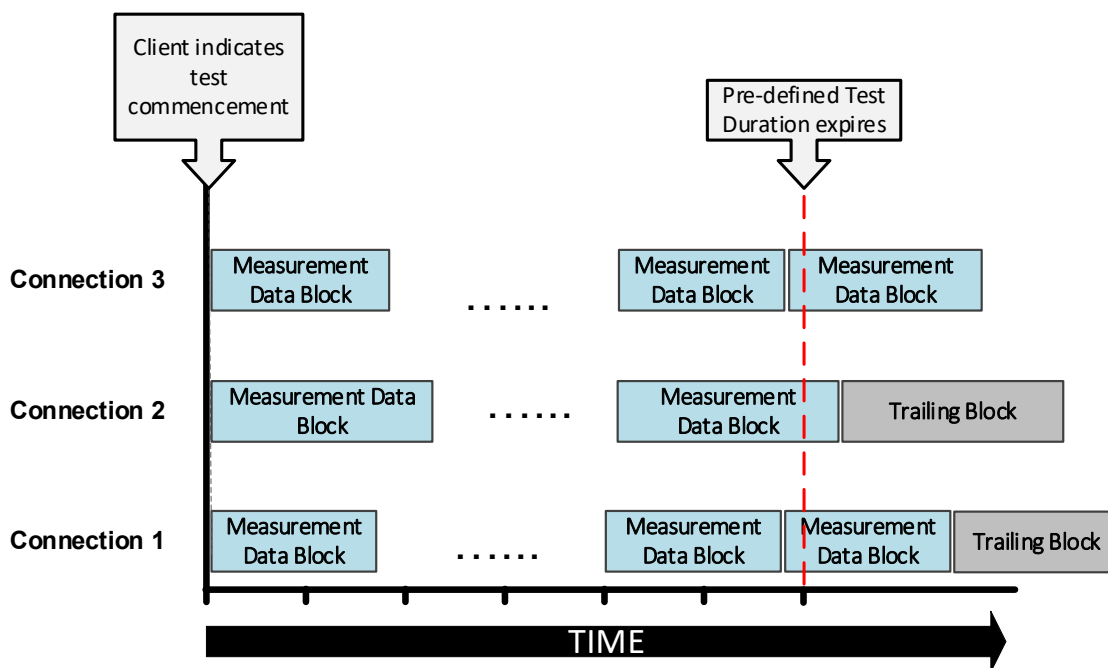 Client indicates
test
commencement
Pre-defined Test
Duration expires
Connection 3
Measurement
Data Block
......
Measurement
Data Block
Measurement
Data Block
Connection 2
Measurement Data
Block
......
Measurement
Data Block
Trailing Block
Connection 1
Measurement
Data Block
......
Measurement
Data Block
Measurement
Data Block
Trailing Block
TIME